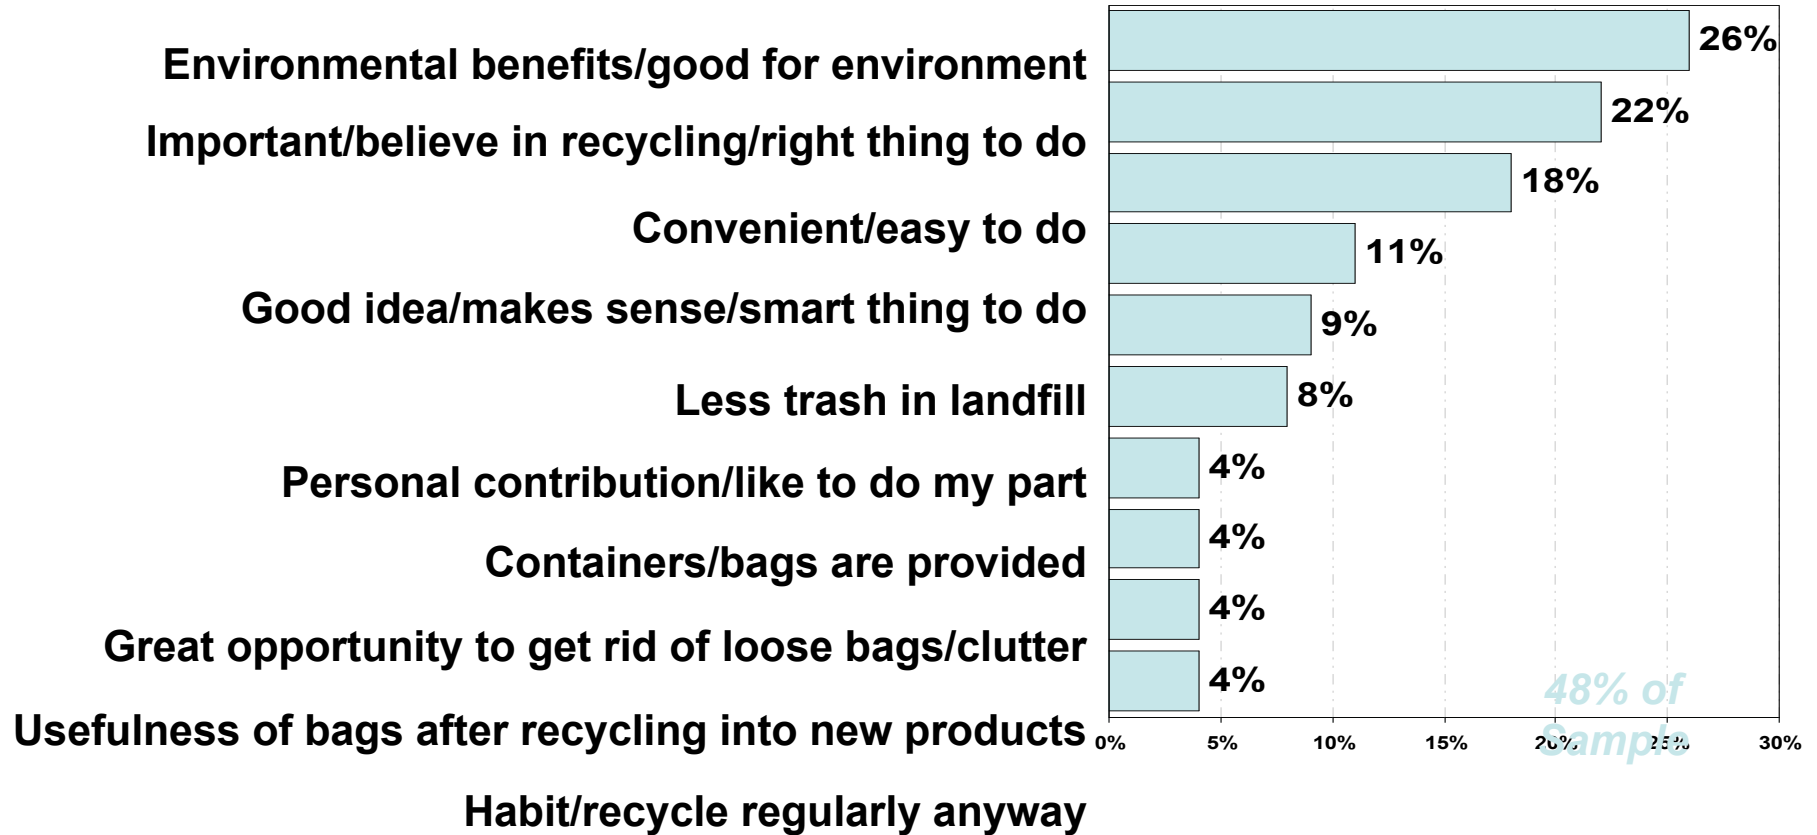 Environmental benefits/good for environment
26%
Important/believe in recycling/right thing to do
22%
Convenient/easy to do
18%
Good idea/makes sense/smart thing to do
11%
Less trash in landfill
9%
Personal contribution/like to do my part
8%
Containers/bags are provided
4%
Great opportunity to get rid of loose bags/clutter
4%
Usefulness of bags after recycling into new products
4%
Habit/recycle regularly anyway
4%
0% 5% 10% 15% 20% 25% 30%
48% of
Sample